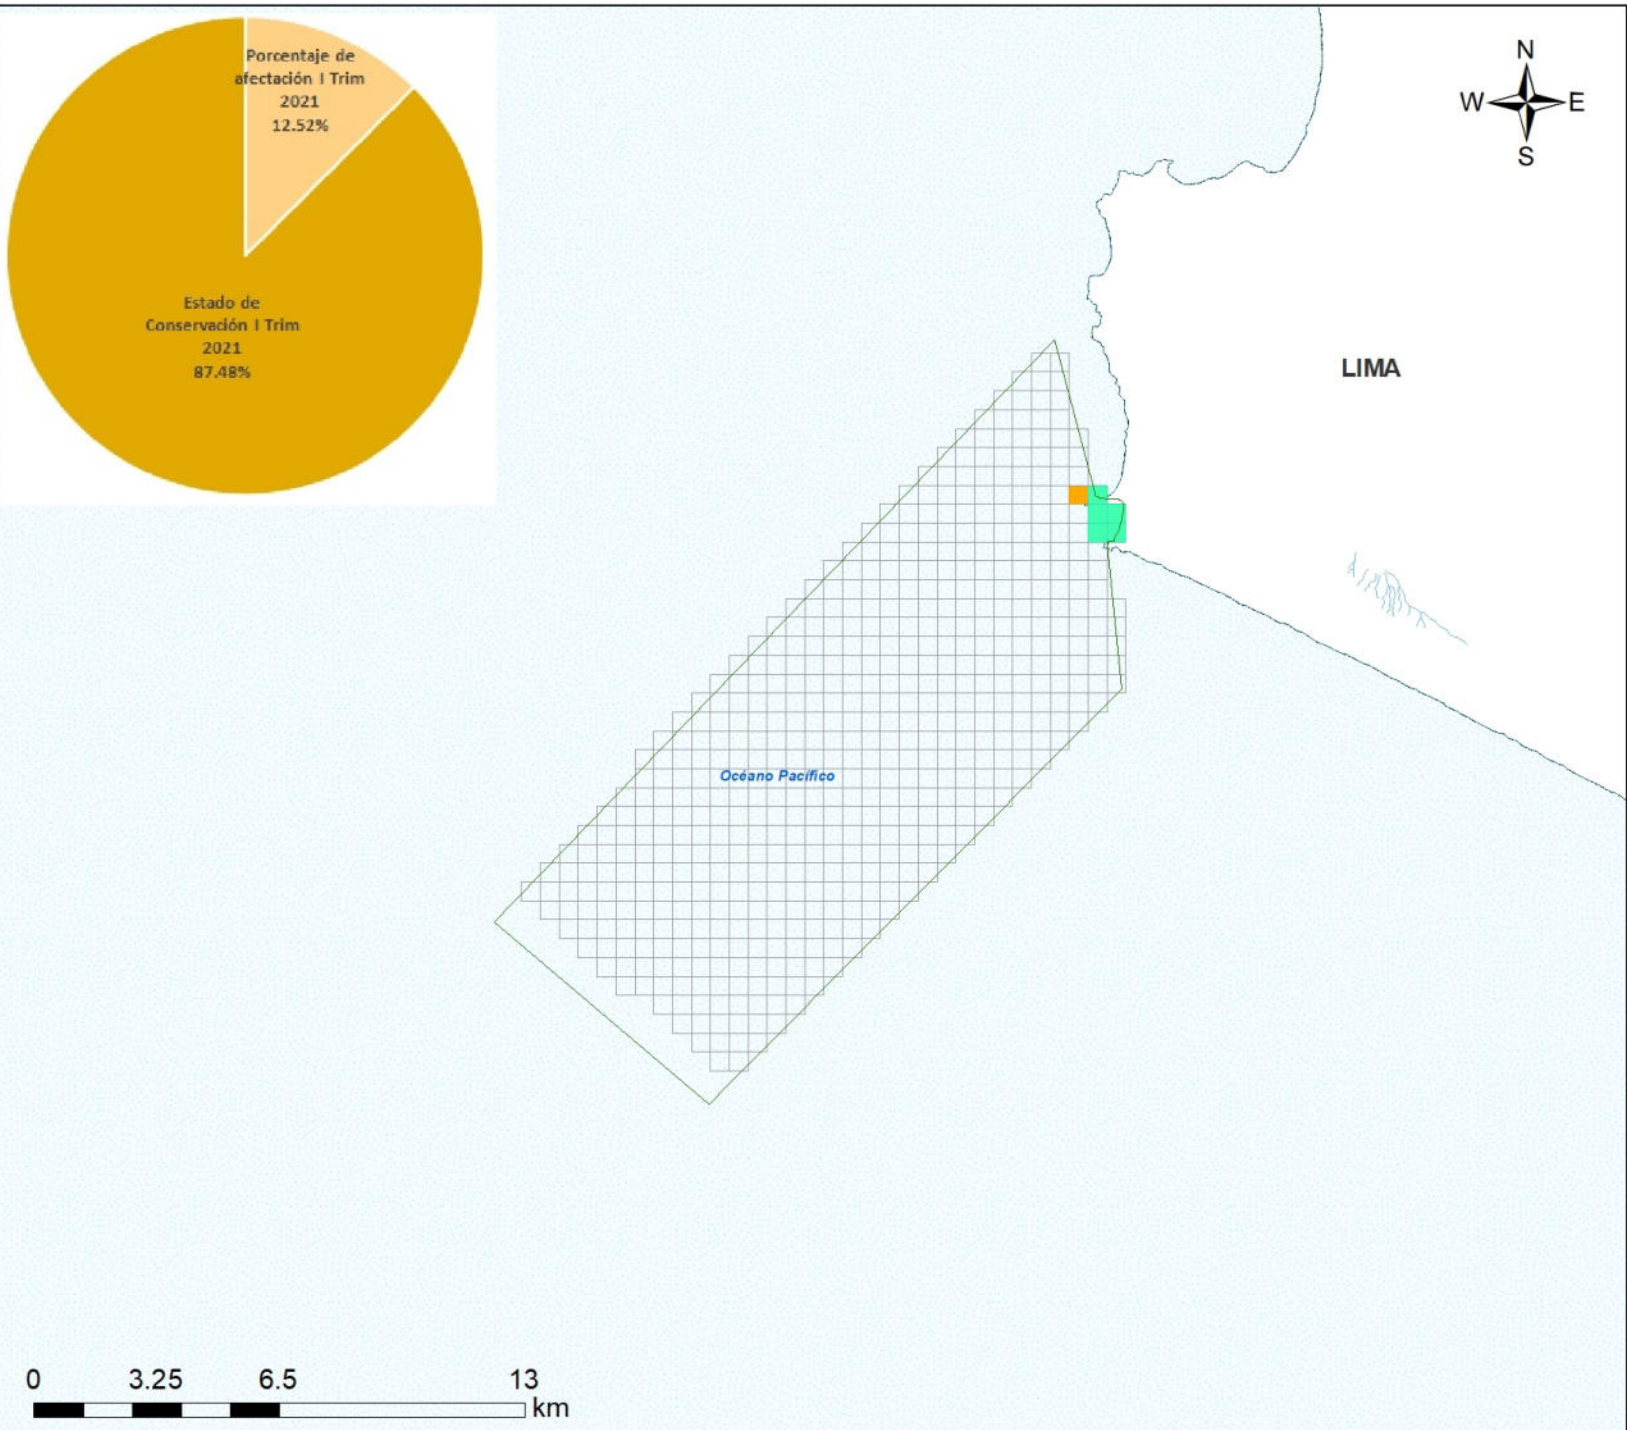 Porcentaje de
afectación I Trim
2021
12.52%
Estado de
Conservación I Trim
2021
87.48%
N
W E
S
LIMA
Océano Pacífico
0 3.25 6.5 13
km